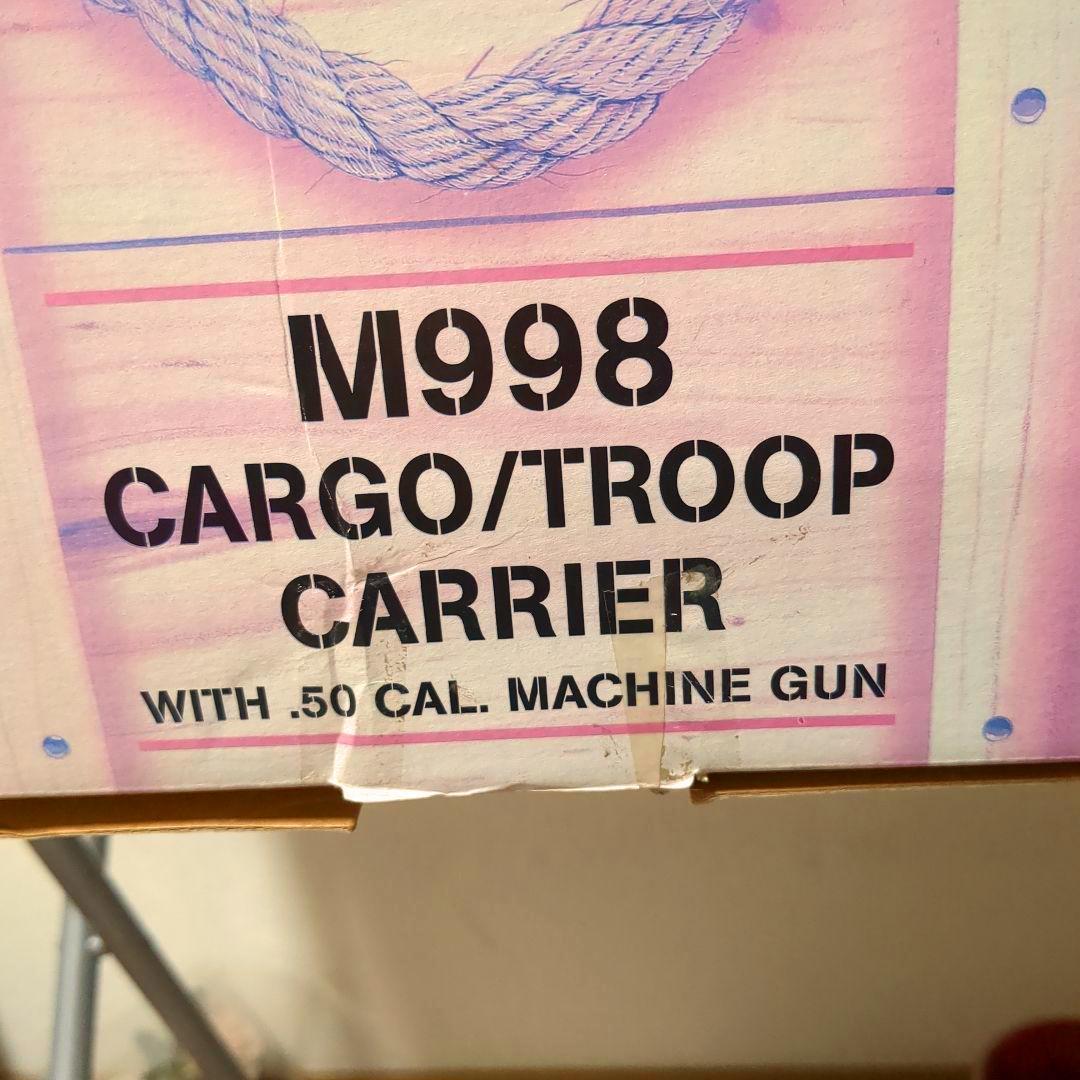 M998
CARGO/TROOP
CARRIER
WITH .50 CAL. MACHINE GUN